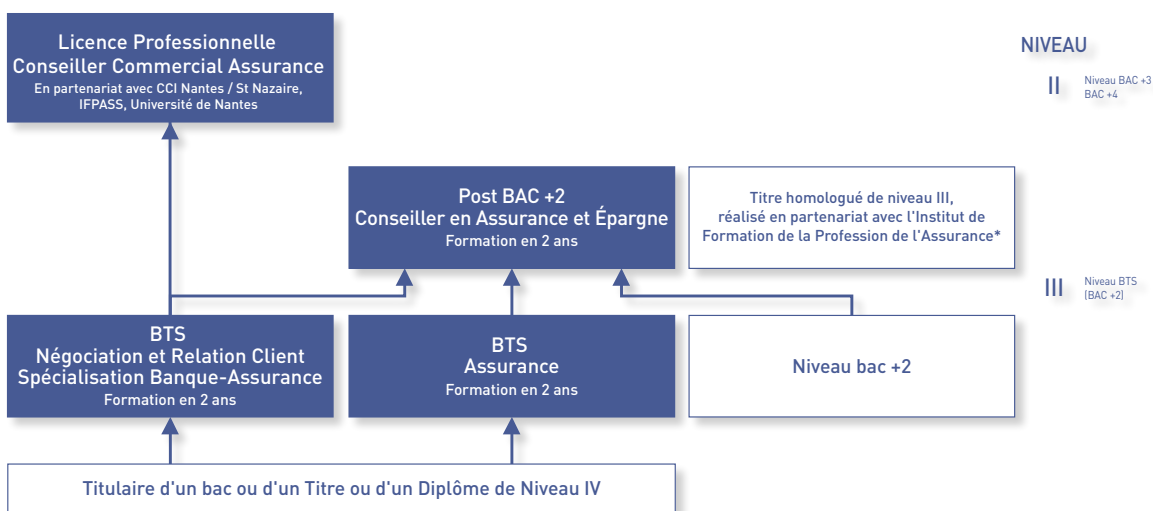 Licence Professionnelle
Conseiller Commercial Assurance
En partenariat avec CCI Nantes / St Nazaire,
IFPASS, Université de Nantes
NIVEAU
II
Niveau BAC +3
BAC +4
Post BAC +2
Conseiller en Assurance et Épargne
Formation en 2 ans
Titre homologué de niveau III,
réalisé en partenariat avec l'Institut de
Formation de la Profession de l'Assurance*
III
Niveau BTS
(BAC +2)
BTS
Négociation et Relation Client
Spécialisation Banque-Assurance
Formation en 2 ans
BTS
Assurance
Formation en 2 ans
Niveau bac +2
Titulaire d'un bac ou d'un Titre ou d'un Diplôme de Niveau IV